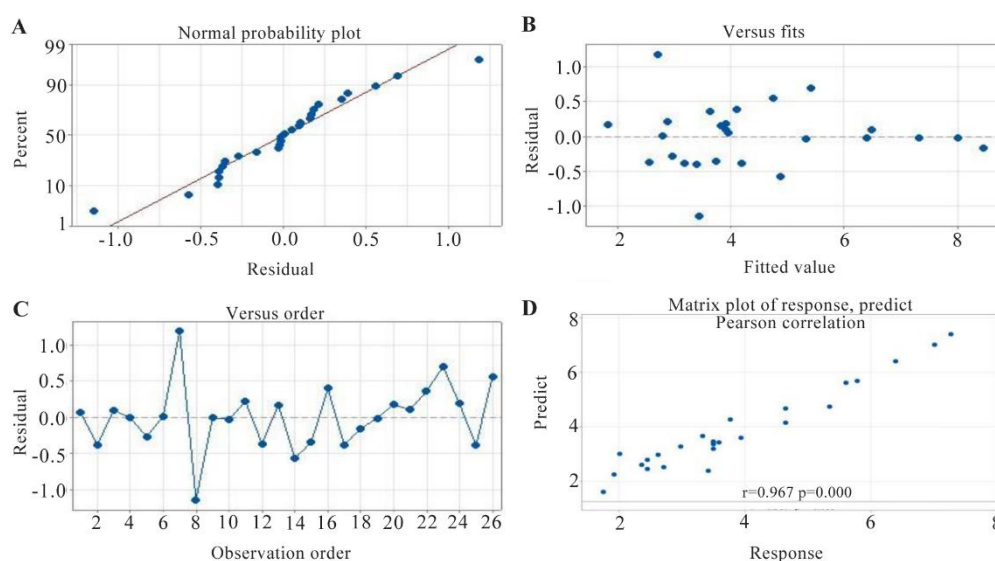 A
Normal probability plot
99
90
50
10
1
Percent
-1.0 -0.5 0.0 0.5 1.0
Residual
B
Versus fits
1.0
0.5
0.0
-0.5
-1.0
Residual
2 4 6 8
Fitted value
C
Versus order
1.0
0.5
0.0
-0.5
-1.0
Residual
2 4 6 8 10 12 14 16 18 20 22 24 26
Observation order
D
Matrix plot of response, predict
Pearson correlation
8
6
4
2
Predict
r=0.967 p=0.000
2 4 6 8
Response